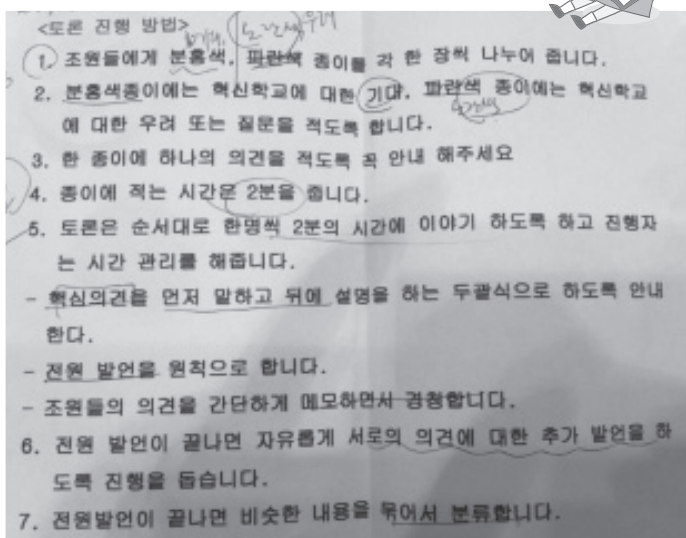 <토론 진행 방법>
노란색 우려
1. 조원들에게 분홍색, 파란색 종이를 각 한 장씩 나누어 줍니다.
2. 분홍색종이에는 혁신학교에 대한 기대, 파란색 종이에는 혁신학교
노란색
에 대한 우려 또는 질문을 적도록 합니다.
3. 한 종이에 하나의 의견을 적도록 꼭 안내 해주세요
4. 종이에 적는 시간은 2분을 줍니다.
5. 토론은 순서대로 한명씩 2분의 시간에 이야기 하도록 하고 진행자
는 시간 관리를 해줍니다.
- 핵심의견을 먼저 말하고 뒤에 설명을 하는 두괄식으로 하도록 안내
한다.
- 전원 발언을 원칙으로 합니다.
- 조원들의 의견을 간단하게 메모하면서 경청합니다.
6. 전원 발언이 끝나면 자유롭게 서로의 의견에 대한 추가 발언을 하
도록 진행을 돕습니다.
7. 전원발언이 끝나면 비슷한 내용을 묶어서 분류합니다.